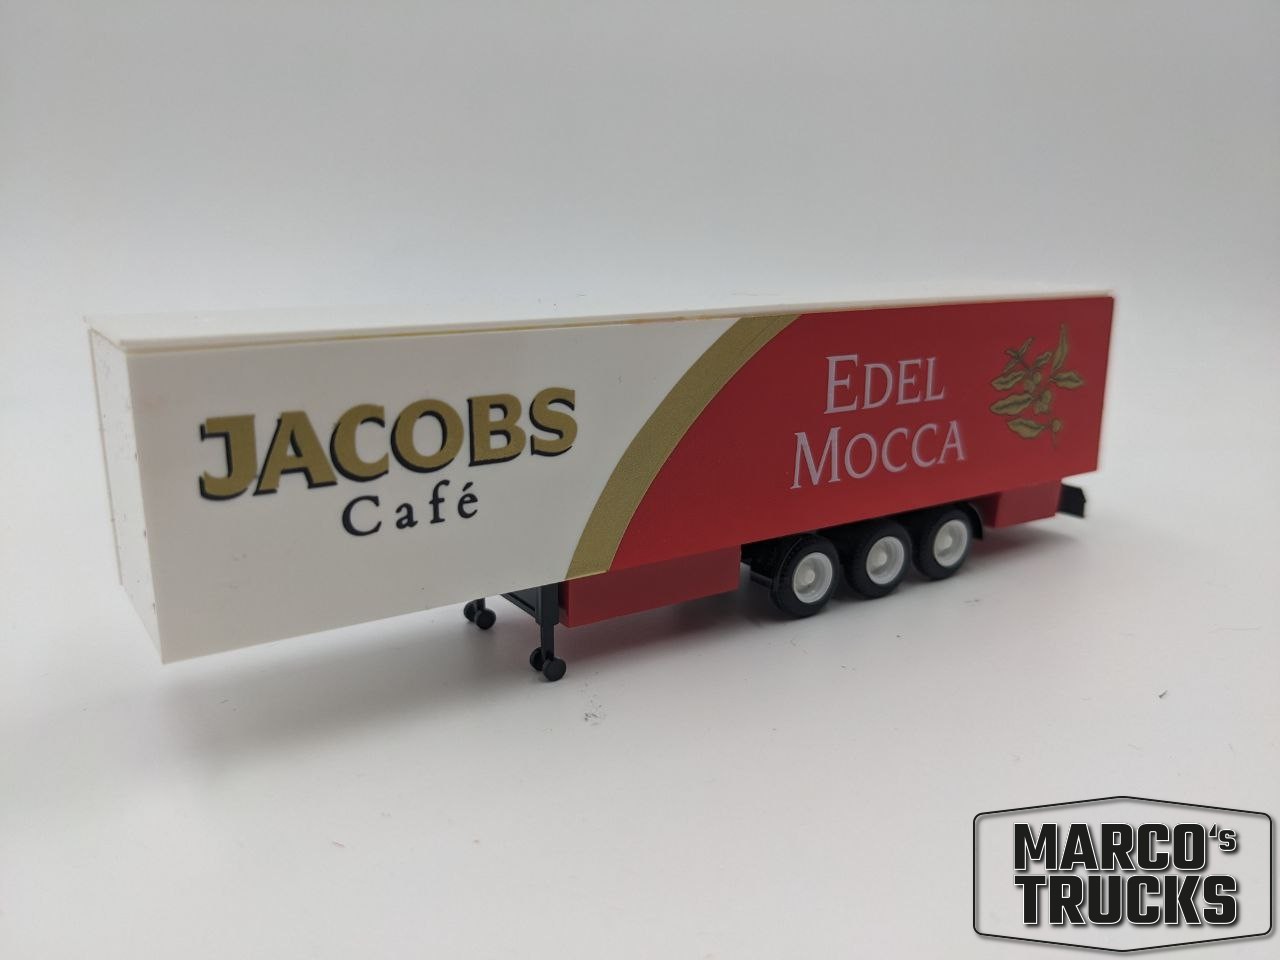 JACOBS
Café
EDEL
MOCCA
MARCO‘s
TRUCKS